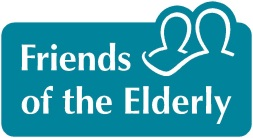 Friends
of the Elderly